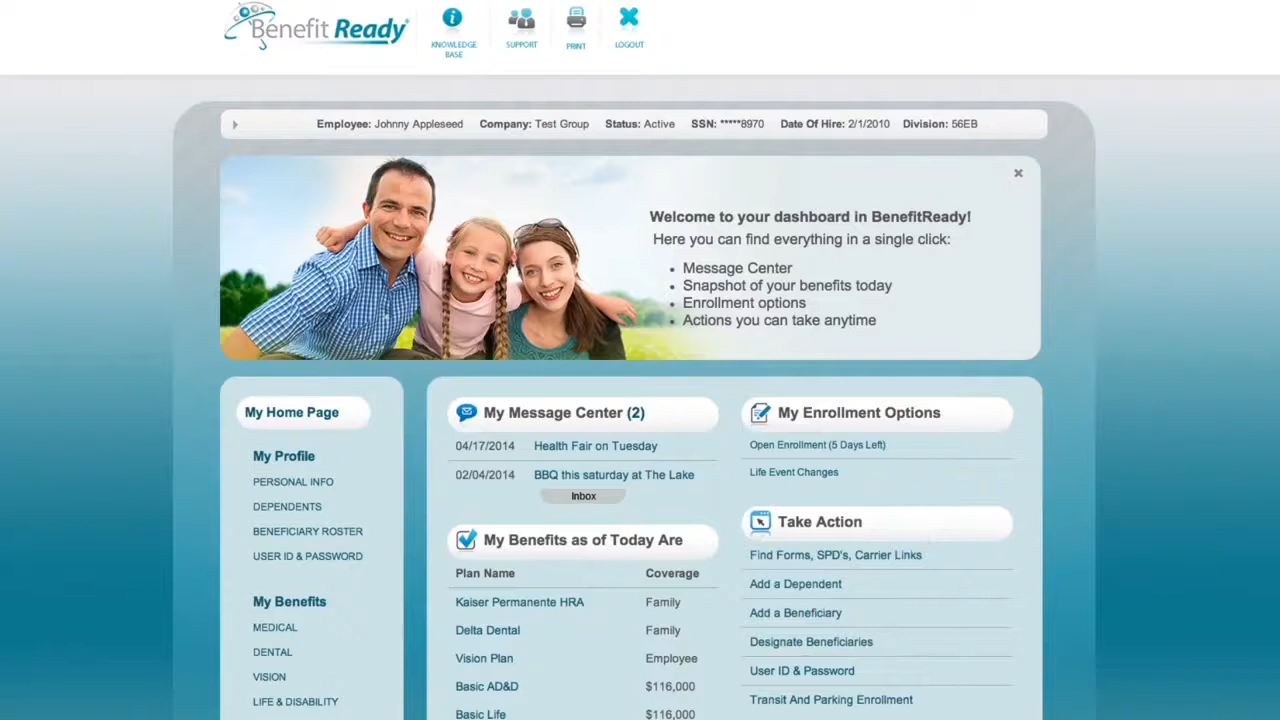 Benefit Ready
KNOWLEDGE
BASE
SUPPORT
PRINT
LOGOUT
Employee: Johnny Appleseed Company: Test Group Status: Active SSN: *****8970 Date Of Hire: 2/1/2010 Division: 56EB
Welcome to your dashboard in BenefitReady!
Here you can find everything in a single click:
• Message Center
• Snapshot of your benefits today
• Enrollment options
• Actions you can take anytime
My Home Page
My Profile
PERSONAL INFO
DEPENDENTS
BENEFICIARY ROSTER
USER ID & PASSWORD
My Benefits
MEDICAL
DENTAL
VISION
LIFE & DISABILITY
My Message Center (2)
04/17/2014 Health Fair on Tuesday
02/04/2014 BBQ this saturday at The Lake
Inbox
My Benefits as of Today Are
Plan Name Coverage
Kaiser Permanente HRA Family
Delta Dental Family
Vision Plan Employee
Basic AD&D $116,000
Basic Life $116,000
My Enrollment Options
Open Enrollment (5 Days Left)
Life Event Changes
Take Action
Find Forms, SPD's, Carrier Links
Add a Dependent
Add a Beneficiary
Designate Beneficiaries
User ID & Password
Transit And Parking Enrollment